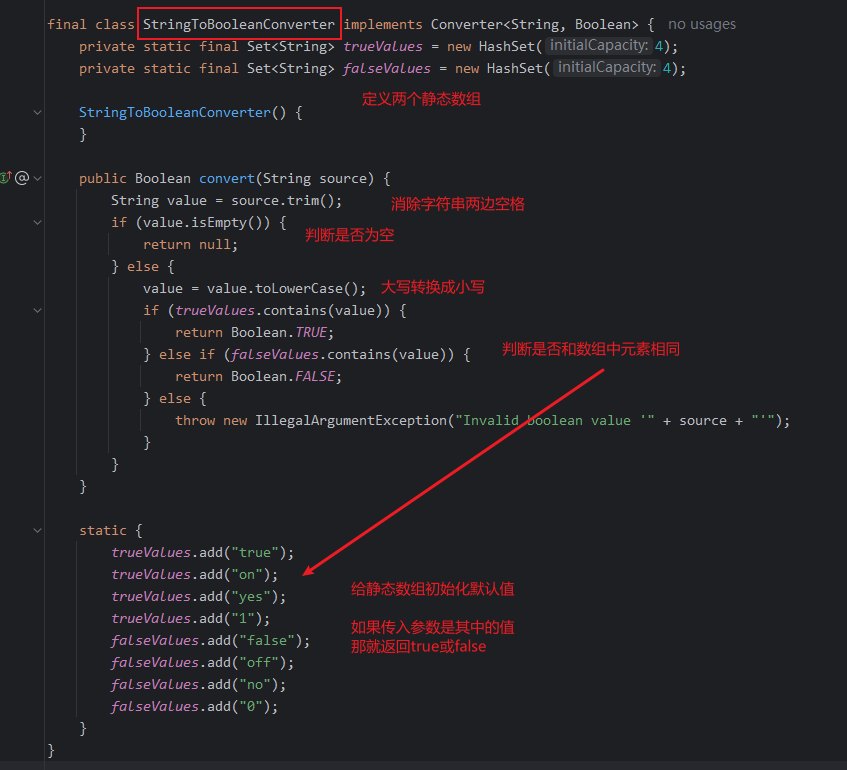 final class StringToBooleanConverter implements Converter<String, Boolean> { no usages
private static final Set<String> trueValues = new HashSet( initialCapacity: 4);
private static final Set<String> falseValues = new HashSet( initialCapacity: 4);
定义两个静态数组
StringToBooleanConverter() {
}
public Boolean convert(String source) {
String value = source.trim(); 消除字符串两边空格
if (value.isEmpty()) { 判断是否为空
return null;
} else {
value = value.toLowerCase(); 大写转换成小写
if (trueValues.contains(value)) {
return Boolean.TRUE;
} else if (falseValues.contains(value)) { 判断是否和数组中元素相同
return Boolean.FALSE;
} else {
throw new IllegalArgumentException("Invalid boolean value '" + source + "'");
}
}
}
static {
trueValues.add("true");
trueValues.add("on");
trueValues.add("yes"); 给静态数组初始化默认值
trueValues.add("1");
falseValues.add("false"); 如果传入参数是其中的值
falseValues.add("off"); 那就返回true或false
falseValues.add("no");
falseValues.add("0");
}
}